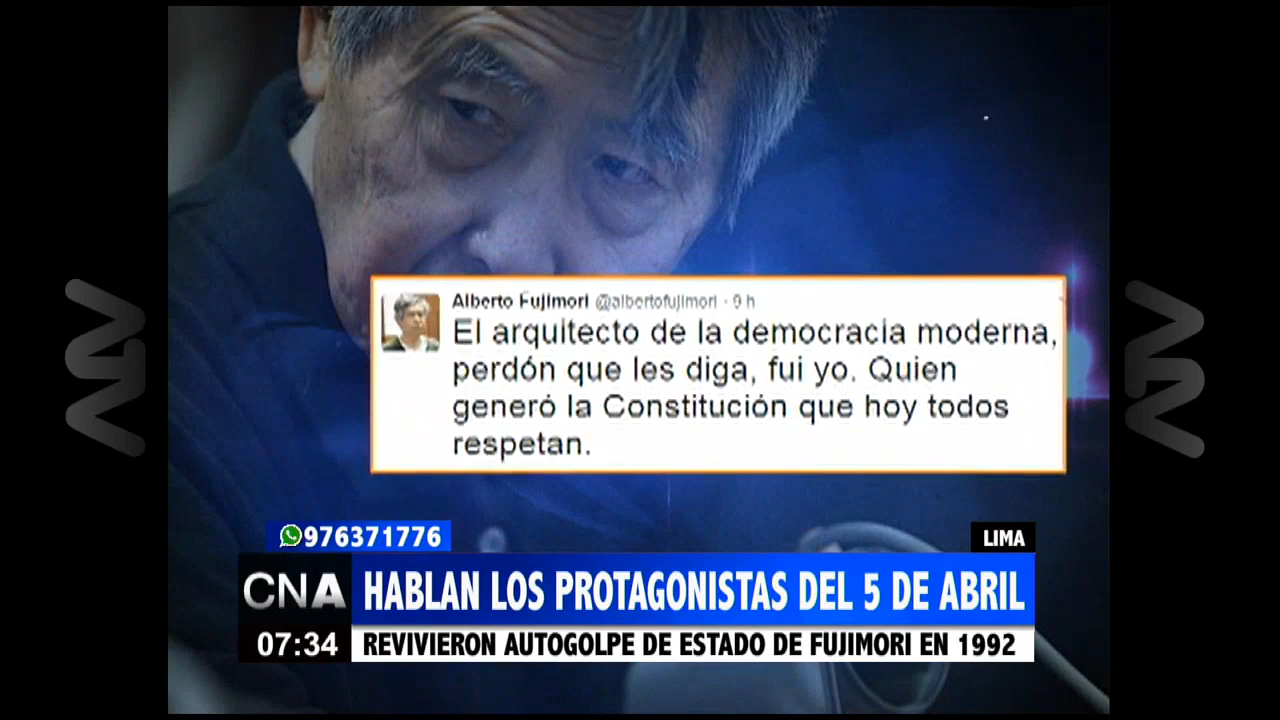 Alberto Fujimori @albertofujimori · 9 h
El arquitecto de la democracia moderna,
perdón que les diga, fui yo. Quien
generó la Constitución que hoy todos
respetan.
976371776
LIMA
CNA
HABLAN LOS PROTAGONISTAS DEL 5 DE ABRIL
07:34
REVIVIERON AUTOGOLPE DE ESTADO DE FUJIMORI EN 1992